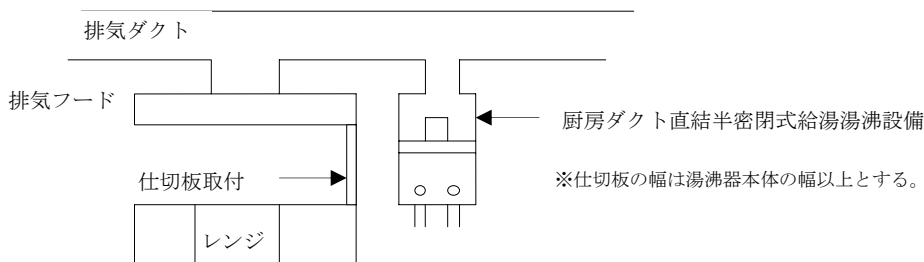 排気ダクト
排気フード
厨房ダクト直結半密閉式給湯湯沸設備
仕切板取付
※仕切板の幅は湯沸器本体の幅以上とする。
レンジ